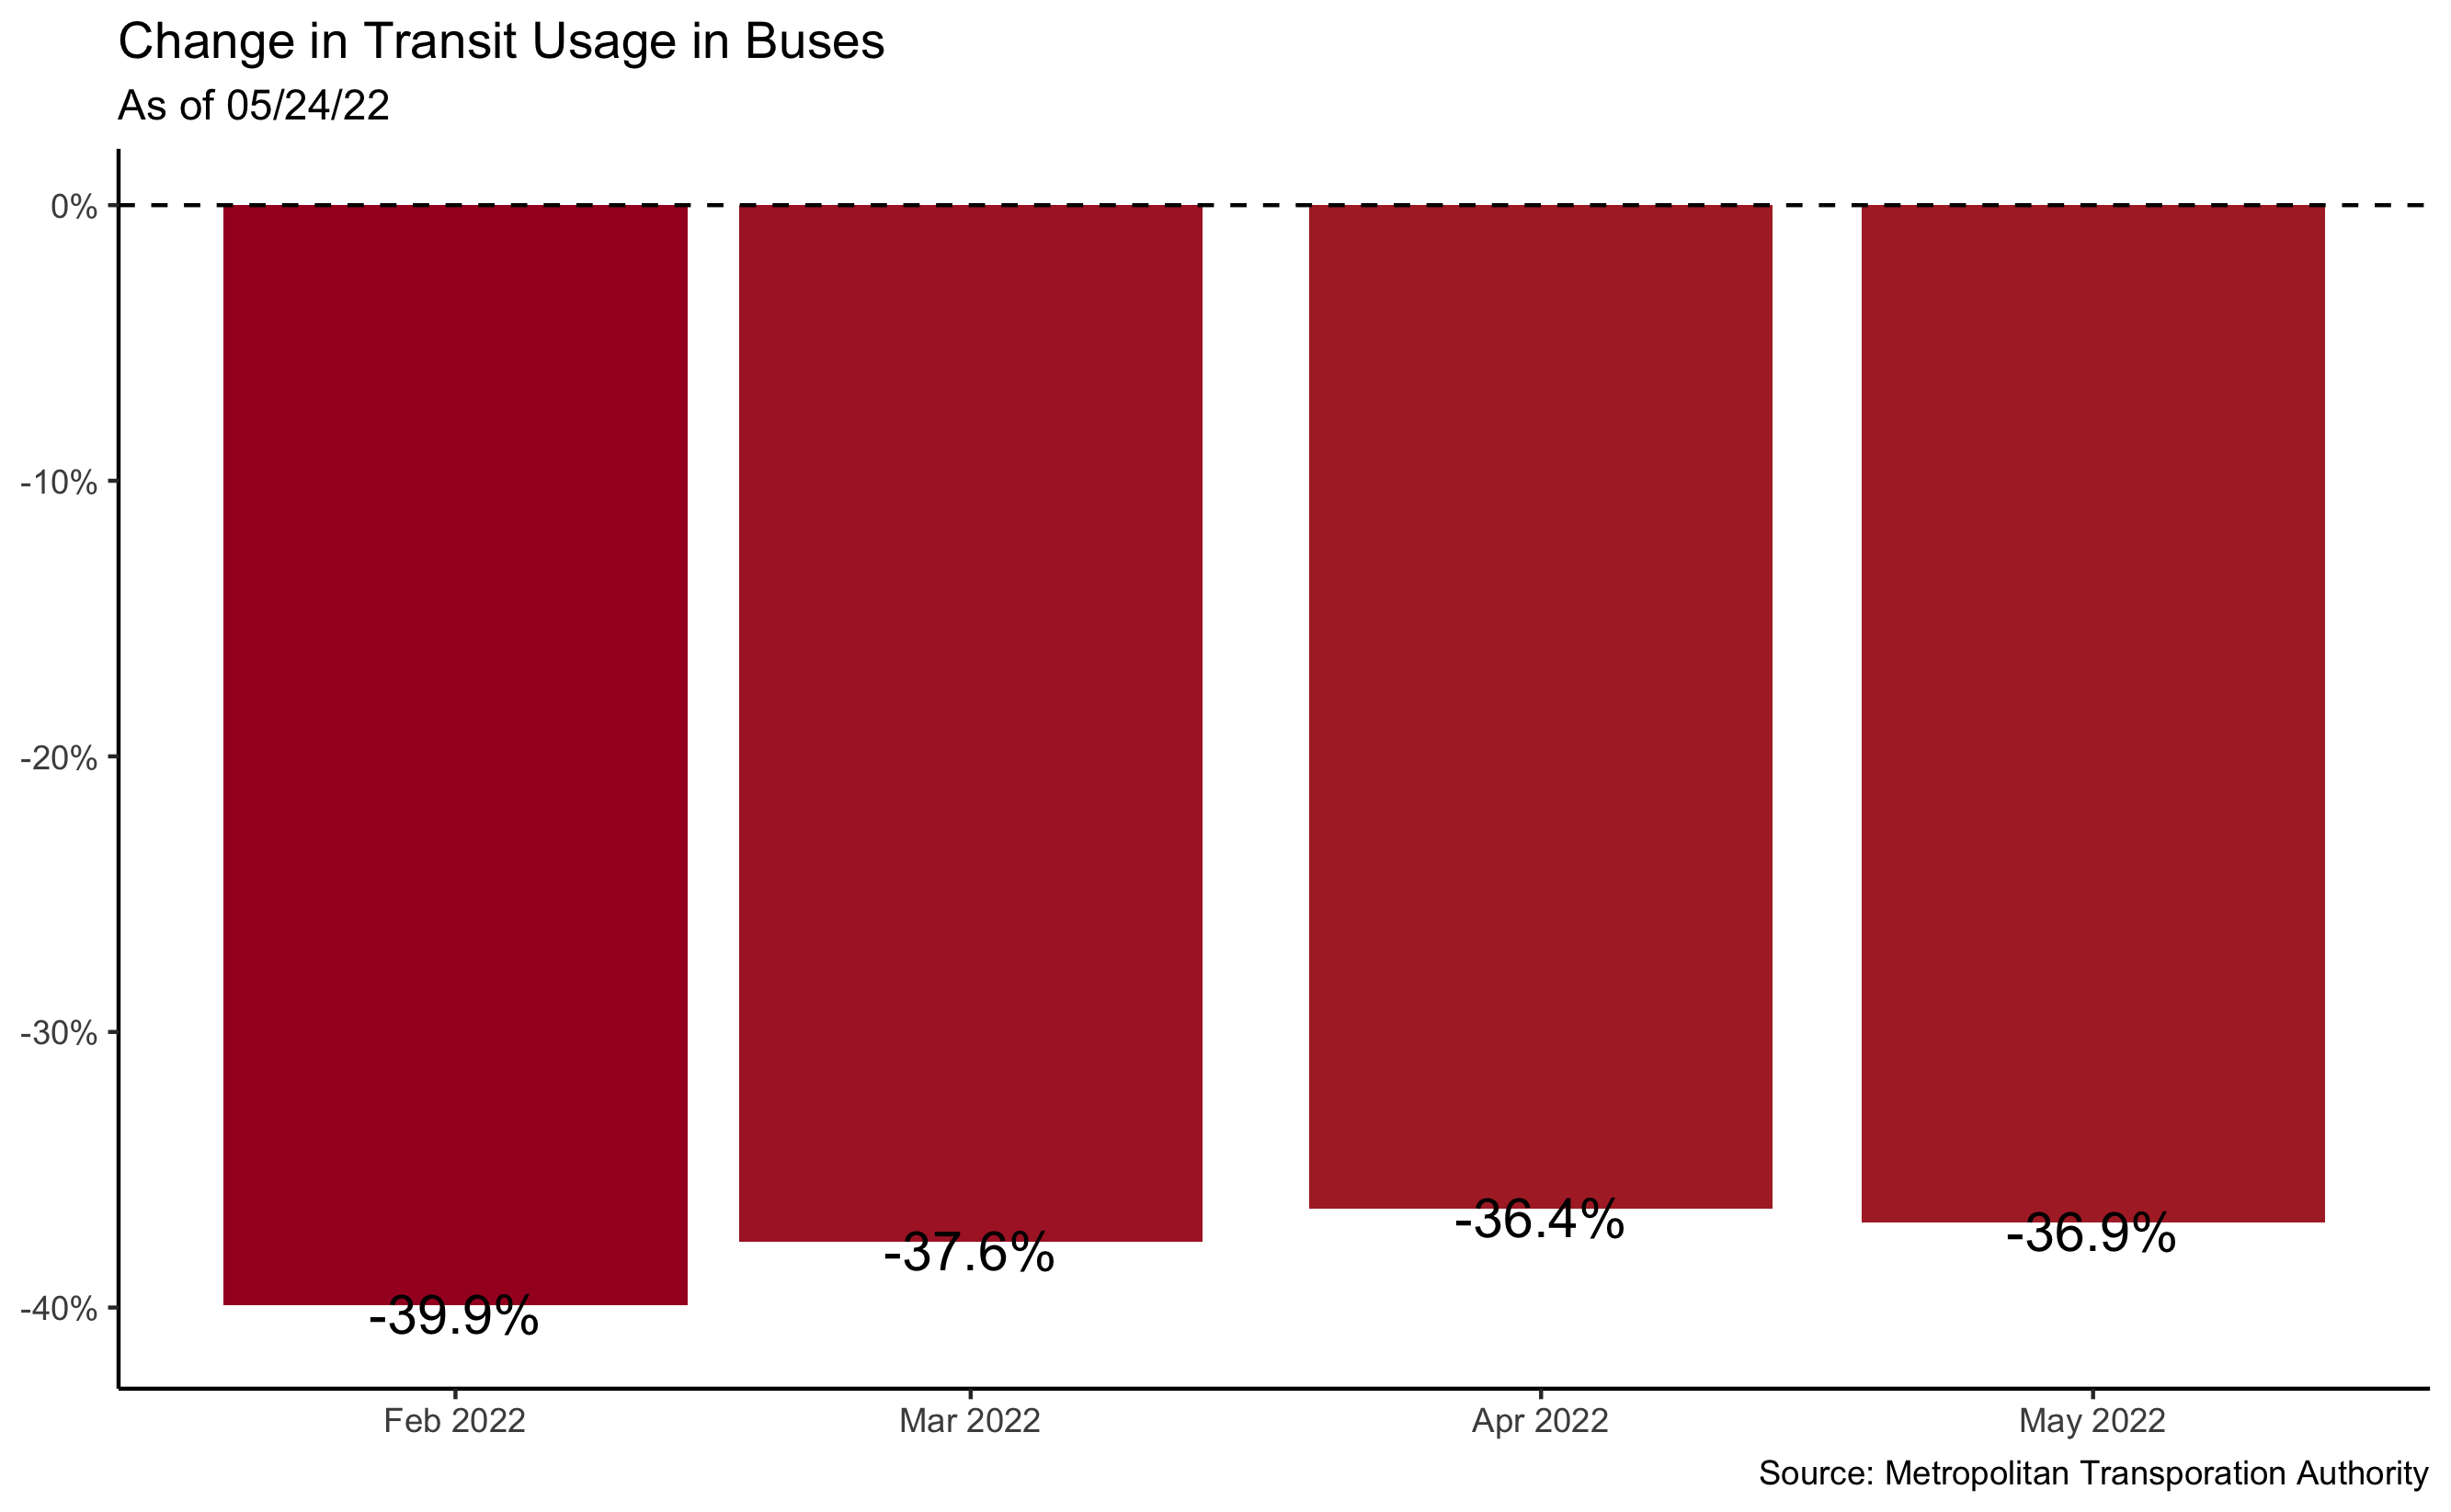 Change in Transit Usage in Buses
As of 05/24/22
0%
-10%
-20%
-30%
-40%
-39.9%
-37.6%
-36.4%
-36.9%
Feb 2022
Mar 2022
Apr 2022
May 2022
Source: Metropolitan Transporation Authority